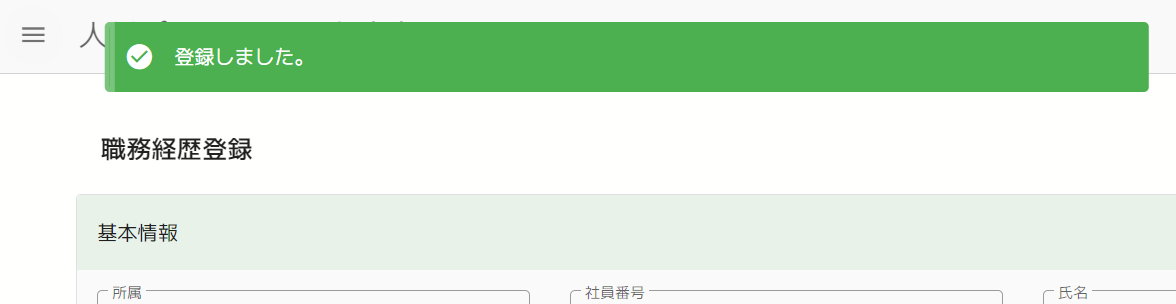 登録しました。
職務経歴登録
基本情報
所属
社員番号
氏名